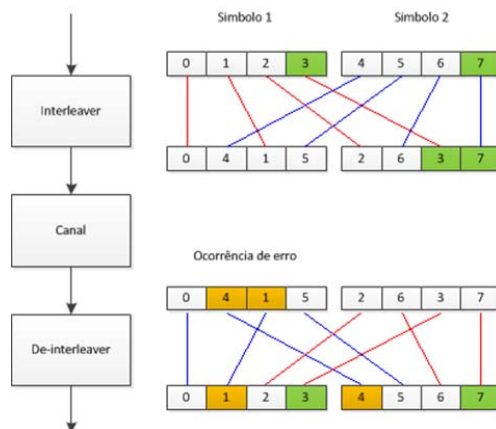 Simbolo 1 Simbolo 2
0 1 2 3 4 5 6 7
Interleaver
0 4 1 5 2 6 3 7
Canal
Ocorrência de erro
0 4 1 5 2 6 3 7
De-interleaver
0 1 2 3 4 5 6 7